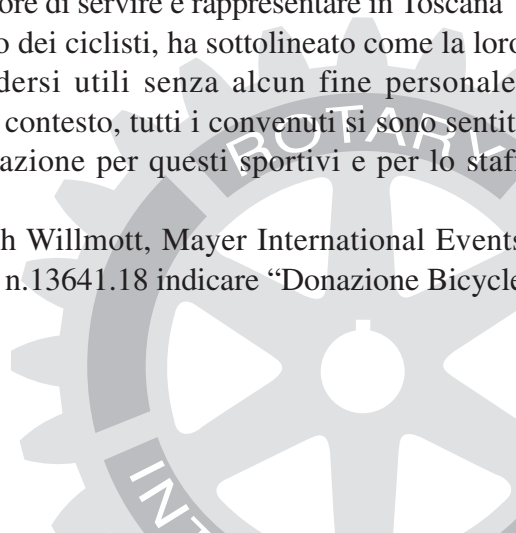 ore di servire e rappresentare in Toscana
o dei ciclisti, ha sottolineato come la loro
dersi utili senza alcun fine personale
contesto, tutti i convenuti si sono sentit
azione per questi sportivi e per lo staff
h Willmott, Mayer International Events
n.13641.18 indicare “Donazione Bicycle
ROTARY
INT